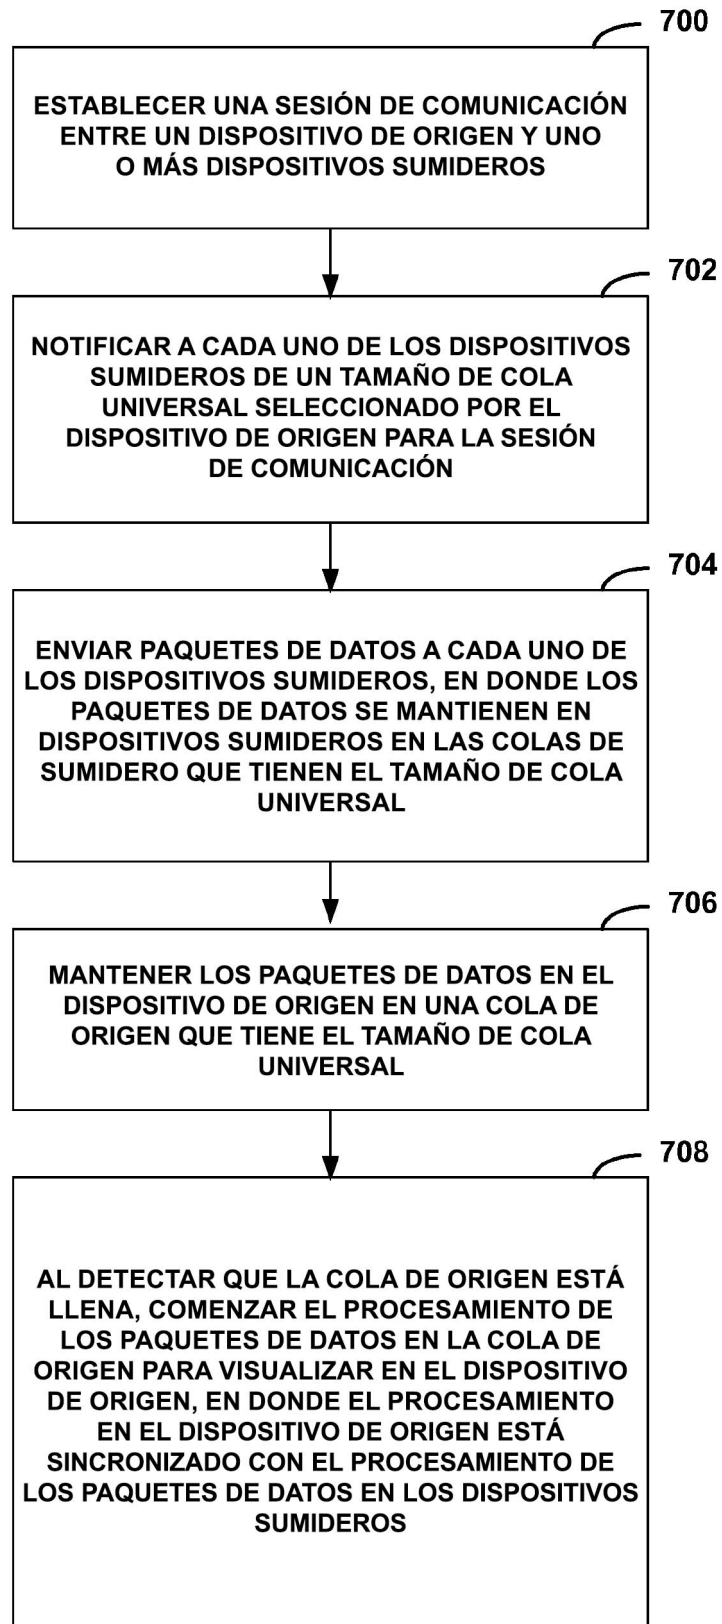 700
ESTABLECER UNA SESIÓN DE COMUNICACIÓN
ENTRE UN DISPOSITIVO DE ORIGEN Y UNO
O MÁS DISPOSITIVOS SUMIDEROS
702
NOTIFICAR A CADA UNO DE LOS DISPOSITIVOS
SUMIDEROS DE UN TAMAÑO DE COLA
UNIVERSAL SELECCIONADO POR EL
DISPOSITIVO DE ORIGEN PARA LA SESIÓN
DE COMUNICACIÓN
704
ENVIAR PAQUETES DE DATOS A CADA UNO DE
LOS DISPOSITIVOS SUMIDEROS, EN DONDE LOS
PAQUETES DE DATOS SE MANTIENEN EN
DISPOSITIVOS SUMIDEROS EN LAS COLAS DE
SUMIDERO QUE TIENEN EL TAMAÑO DE COLA
UNIVERSAL
706
MANTENER LOS PAQUETES DE DATOS EN EL
DISPOSITIVO DE ORIGEN EN UNA COLA DE
ORIGEN QUE TIENE EL TAMAÑO DE COLA
UNIVERSAL
708
AL DETECTAR QUE LA COLA DE ORIGEN ESTÁ
LLENA, COMENZAR EL PROCESAMIENTO DE
LOS PAQUETES DE DATOS EN LA COLA DE
ORIGEN PARA VISUALIZAR EN EL DISPOSITIVO
DE ORIGEN, EN DONDE EL PROCESAMIENTO
EN EL DISPOSITIVO DE ORIGEN ESTÁ
SINCRONIZADO CON EL PROCESAMIENTO DE
LOS PAQUETES DE DATOS EN LOS DISPOSITIVOS
SUMIDEROS